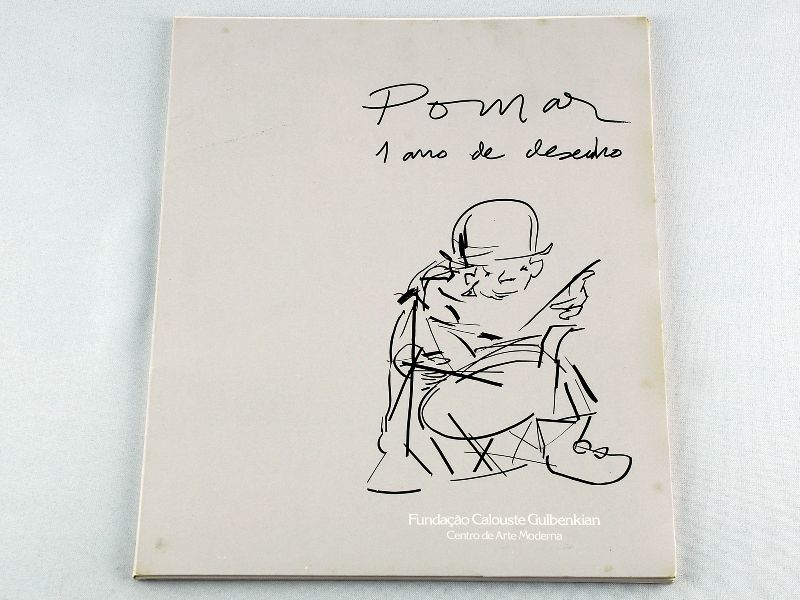 Pomar
1 ano de desenho
Fundação Calouste Gulbenkian
Centro de Arte Moderna